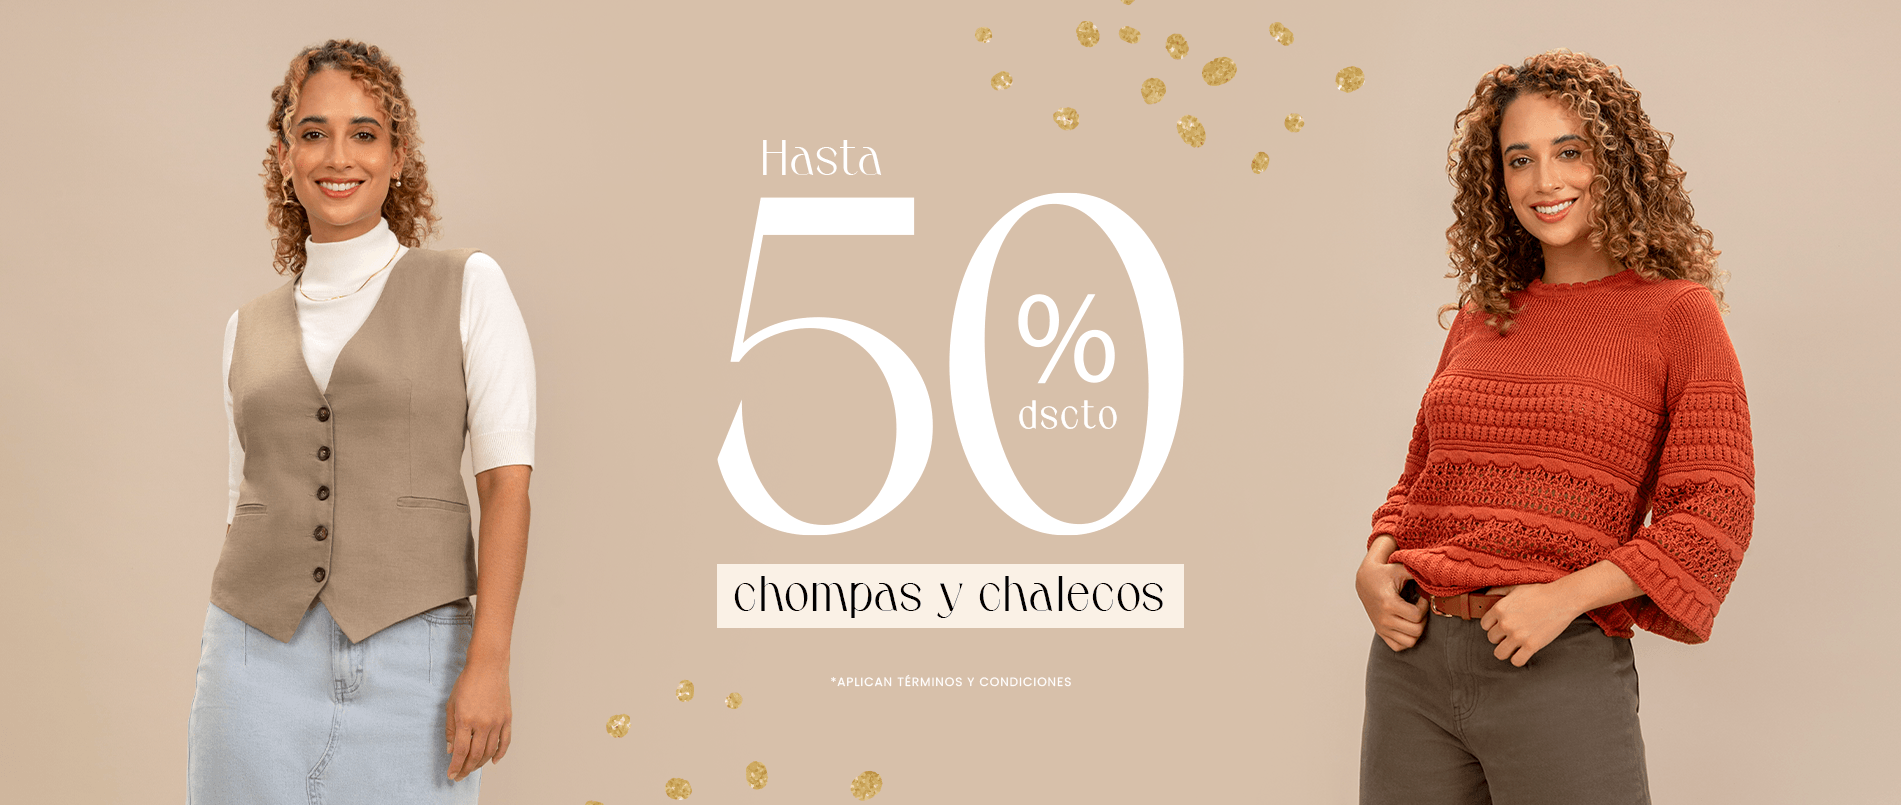 Hasta
50%
dscto
chompas y chalecos
*APLICAN TÉRMINOS Y CONDICIONES